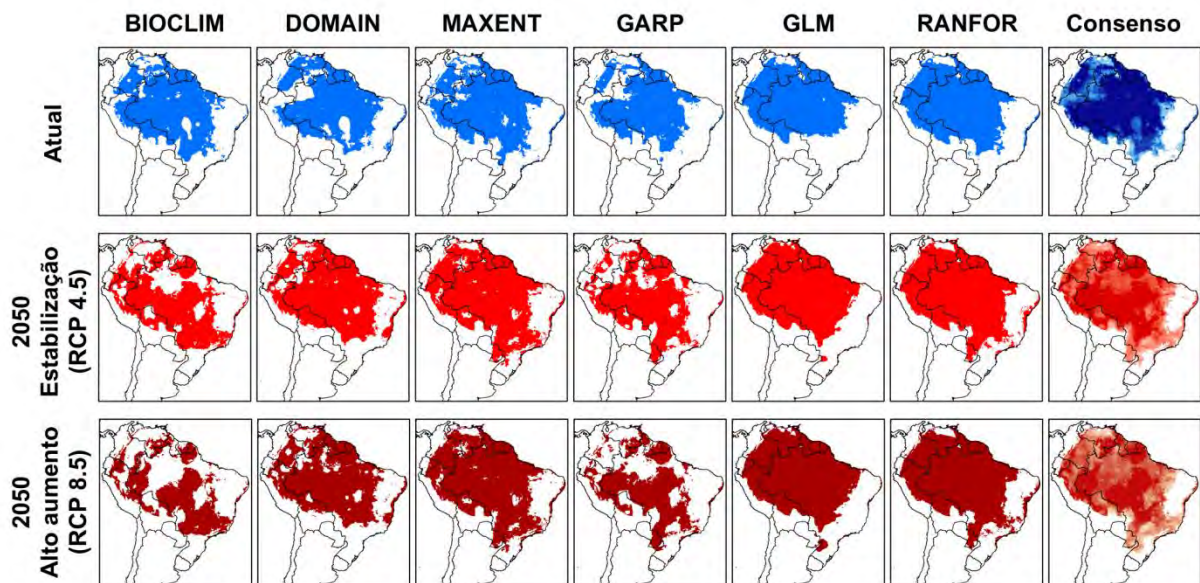 BIOCLIM DOMAIN MAXENT GARP GLM RANFOR Consenso
Atual
2050
Estabilização
(RCP 4.5)
2050
Alto aumento
(RCP 8.5)